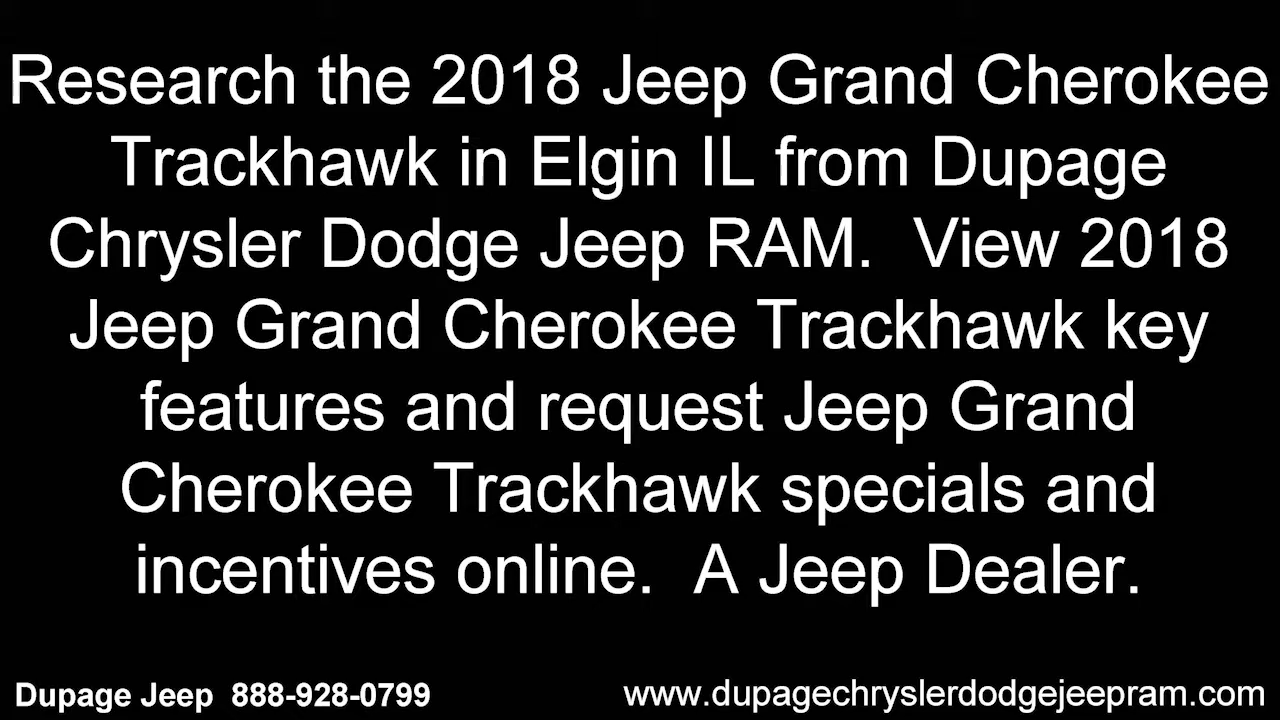 Research the 2018 Jeep Grand Cherokee
Trackhawk in Elgin IL from Dupage
Chrysler Dodge Jeep RAM.  View 2018
Jeep Grand Cherokee Trackhawk key
features and request Jeep Grand
Cherokee Trackhawk specials and
incentives online.  A Jeep Dealer.
Dupage Jeep  888-928-0799
www.dupagechryslerdodgejeepram.com